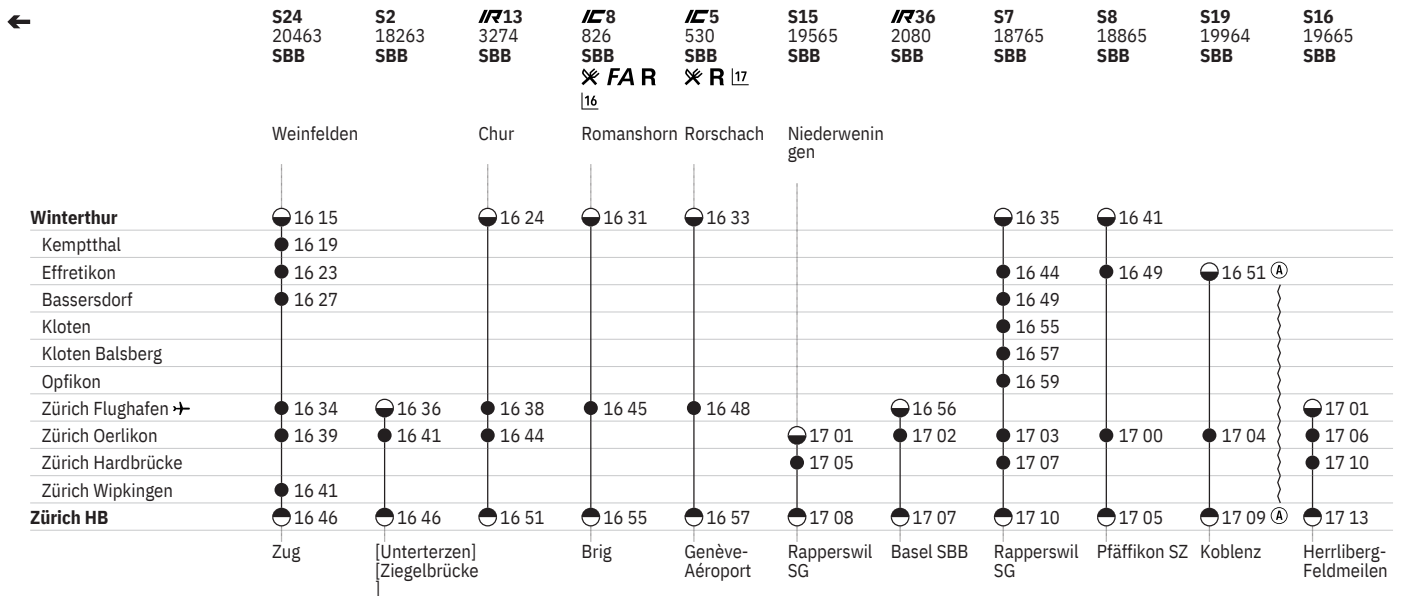 S24 S2 IR13 IC8 IC5 S15 IR36 S7 S8 S19 S16
20463 18263 3274 826 530 19565 2080 18765 18865 19964 19665
SBB SBB SBB SBB SBB SBB SBB SBB SBB SBB SBB
FA R R 17
16
Weinfelden Chur Romanshorn Rorschach Niederwenin
gen
Winterthur 16 15 16 24 16 31 16 33 16 35 16 41
Kemptthal 16 19
Effretikon 16 23 16 44 16 49 16 51 A
Bassersdorf 16 27 16 49
Kloten 16 55
Kloten Balsberg 16 57
Opfikon 16 59
Zürich Flughafen 16 34 16 36 16 38 16 45 16 48 16 56 17 01
Zürich Oerlikon 16 39 16 41 16 44 17 01 17 02 17 03 17 00 17 04 17 06
Zürich Hardbrücke 17 05 17 07 17 10
Zürich Wipkingen 16 41
Zürich HB 16 46 16 46 16 51 16 55 16 57 17 08 17 07 17 10 17 05 17 09 A 17 13
Zug [Unterterzen] Brig Genève- Rapperswil Basel SBB Rapperswil Pfäffikon SZ Koblenz Herrliberg-
[Ziegelbrücke Aéroport SG SG Feldmeilen
]